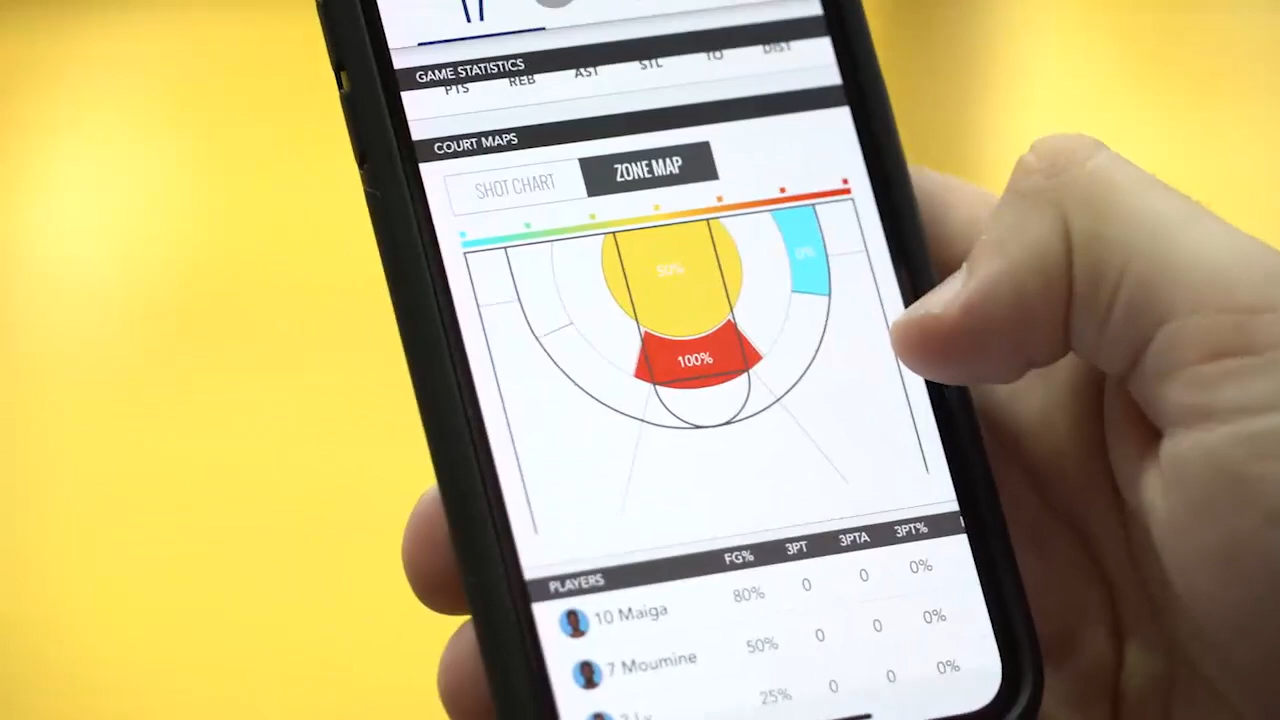 17
GAME STATISTICS
PTS REB AST STL TO DIST
COURT MAPS
SHOT CHART ZONE MAP
50%
0%
100%
PLAYERS FG% 3PT 3PTA 3PT%
10 Maiga 80% 0 0 0%
7 Moumine 50% 0 0 0%
25% 0 0 0%